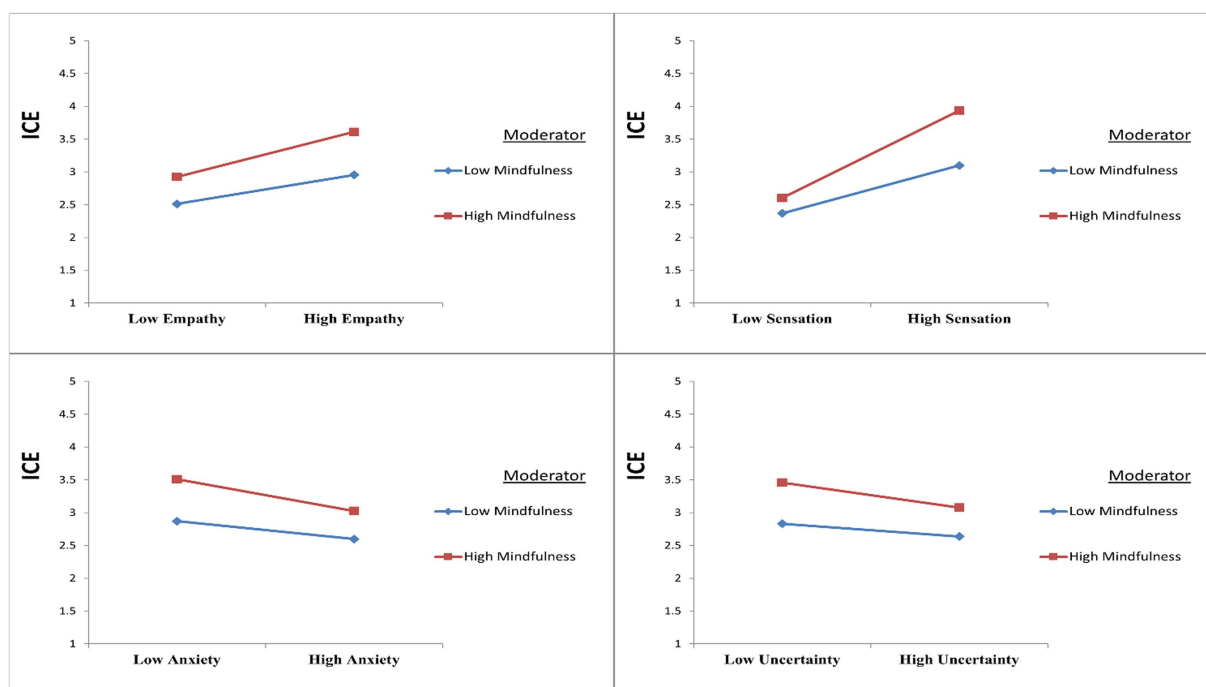 5
4.5
4
3.5
3
2.5
2
1.5
1
ICE
Low Empathy High Empathy
Moderator
Low Mindfulness
High Mindfulness
5
4.5
4
3.5
3
2.5
2
1.5
1
ICE
Low Sensation High Sensation
Moderator
Low Mindfulness
High Mindfulness
5
4.5
4
3.5
3
2.5
2
1.5
1
ICE
Low Anxiety High Anxiety
Moderator
Low Mindfulness
High Mindfulness
5
4.5
4
3.5
3
2.5
2
1.5
1
ICE
Low Uncertainty High Uncertainty
Moderator
Low Mindfulness
High Mindfulness